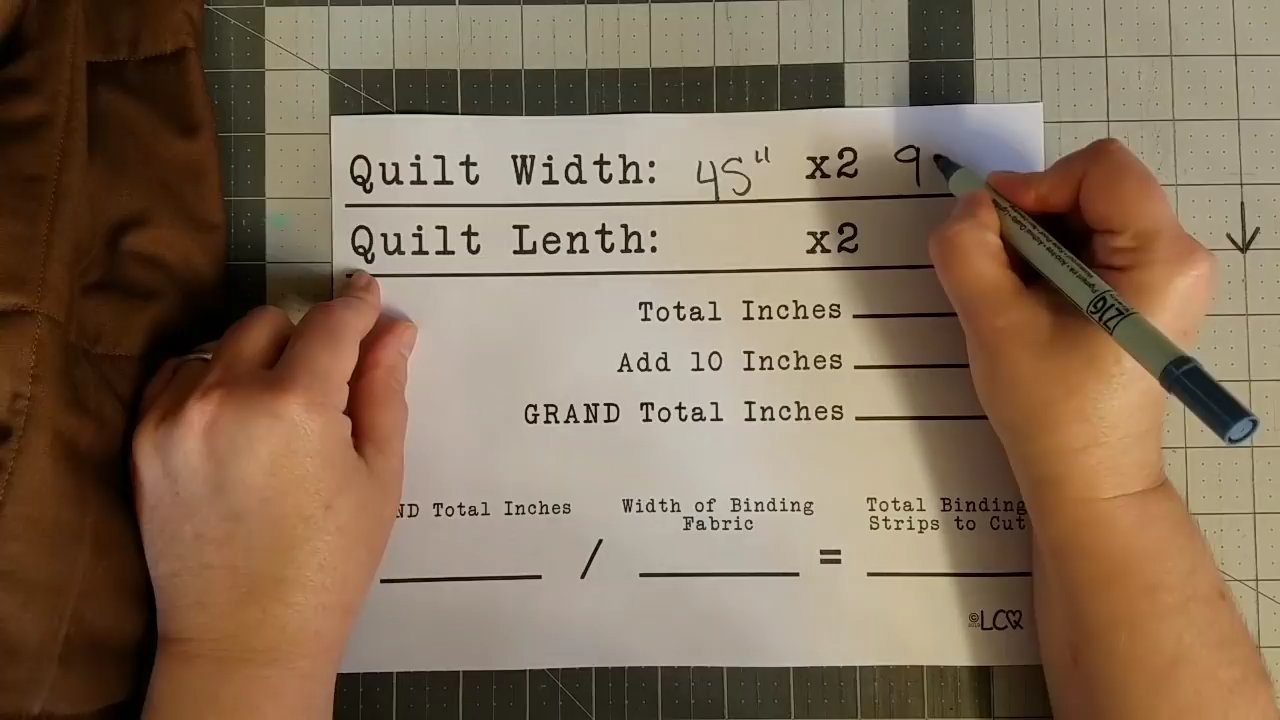 Quilt Width: 45" x2 9
Quilt Lenth: x2
Total Inches
Add 10 Inches
GRAND Total Inches
ND Total Inches / Width of Binding Fabric = Total Binding Strips to Cut
© LC
ZIG